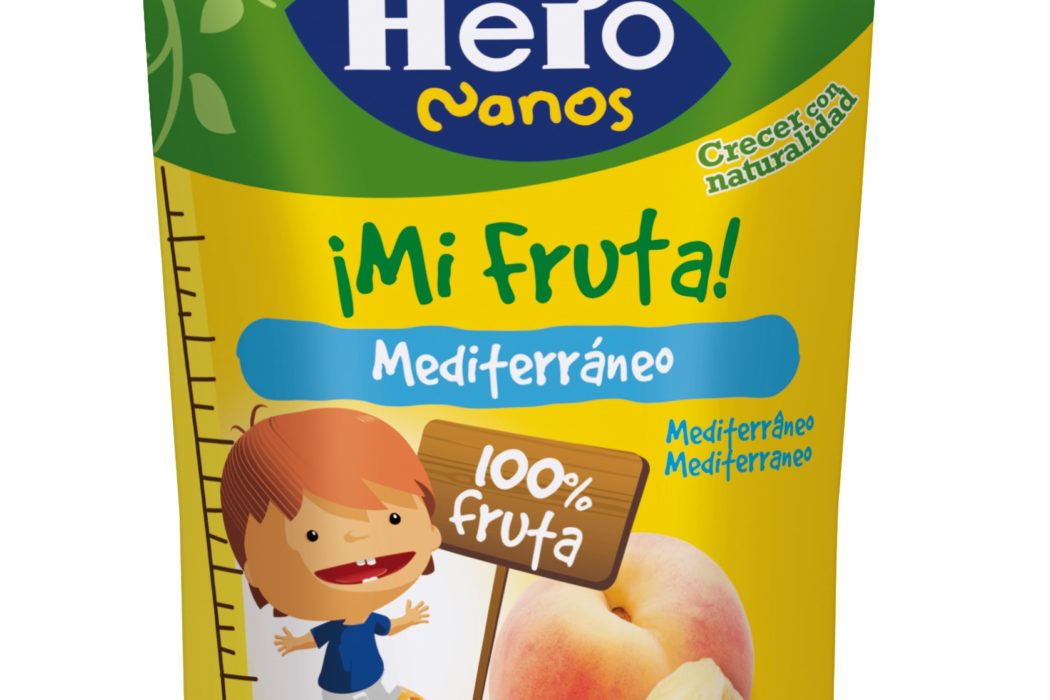 Hero
Nanos
Crecer con
naturalidad
¡Mi Fruta!
Mediterráneo
Mediterrâneo
Mediterraneo
100%
fruta